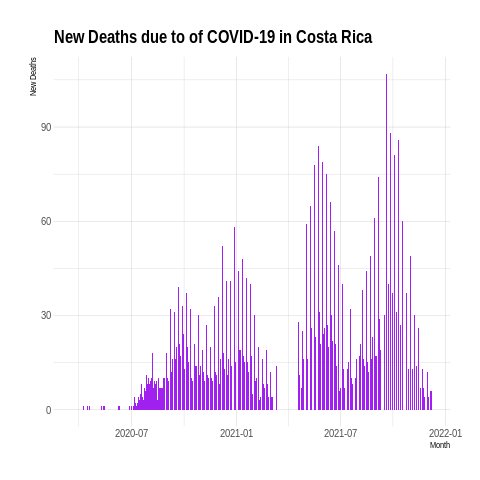 New Deaths due to of COVID-19 in Costa Rica
New Deaths
90
60
30
0
2020-07
2021-01
2021-07
2022-01
Month